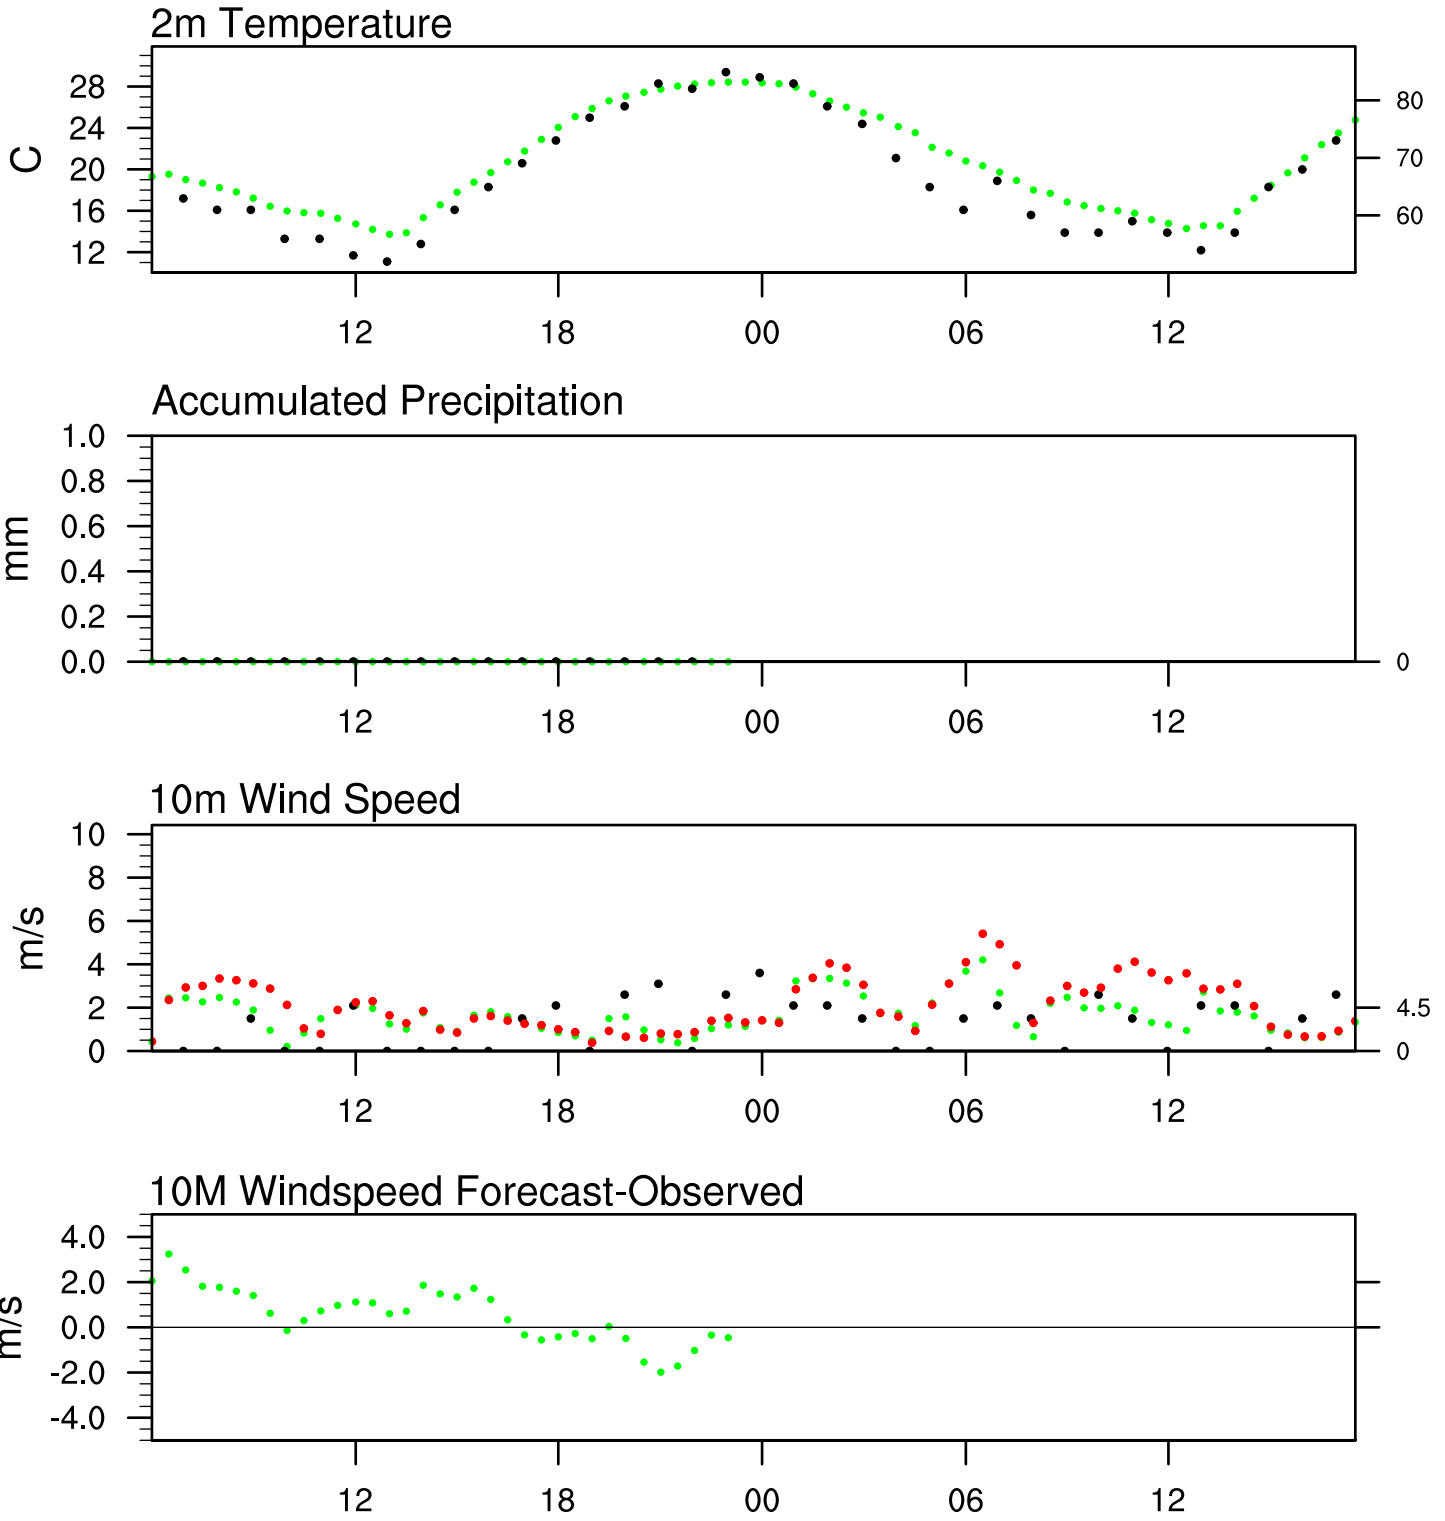 2m Temperature
C
28
24
20
16
12
80
70
60
12 18 00 06 12
Accumulated Precipitation
mm
1.0
0.8
0.6
0.4
0.2
0.0
0
12 18 00 06 12
10m Wind Speed
m/s
10
8
6
4
2
0
4.5
0
12 18 00 06 12
10M Windspeed Forecast-Observed
m/s
4.0
2.0
0.0
-2.0
-4.0
12 18 00 06 12